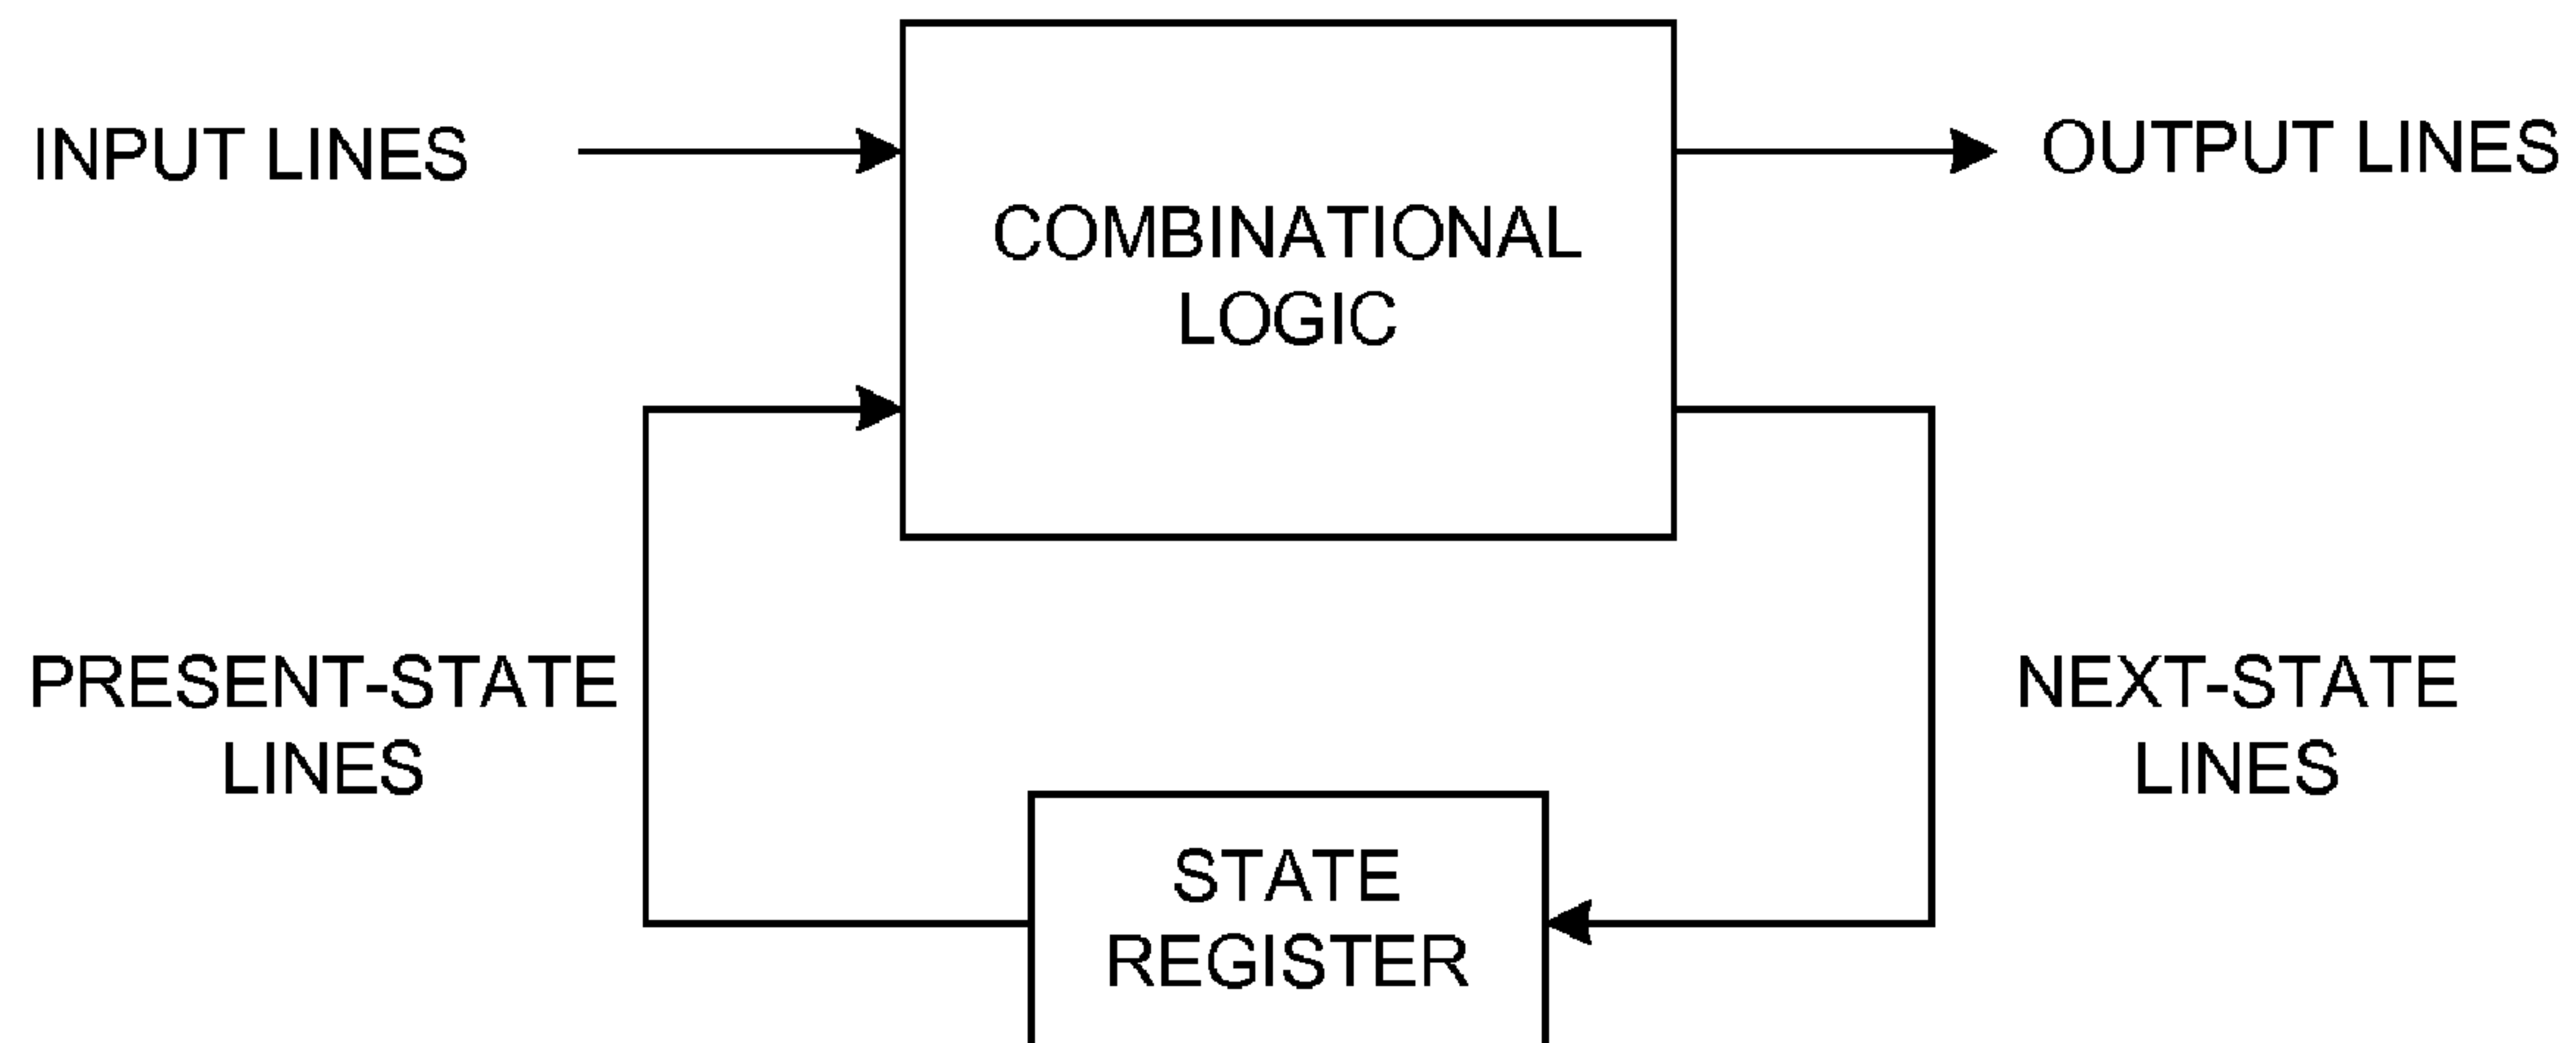 INPUT LINES
OUTPUT LINES
COMBINATIONAL
LOGIC
PRESENT-STATE
LINES
NEXT-STATE
LINES
STATE
REGISTER